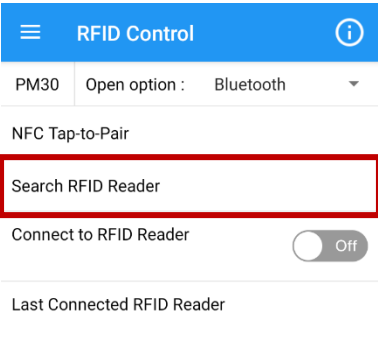 RFID Control
PM30 Open option : Bluetooth
NFC Tap-to-Pair
Search RFID Reader
Connect to RFID Reader Off
Last Connected RFID Reader